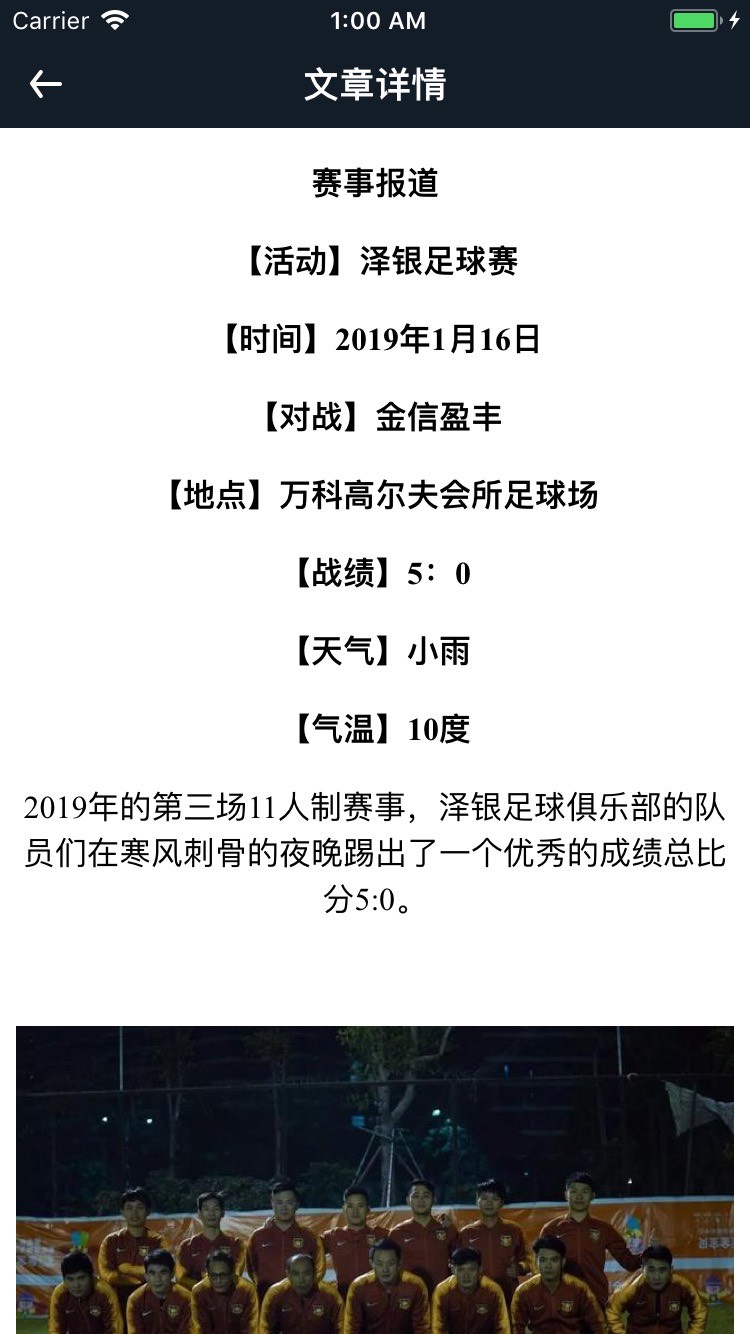 Carrier
1:00 AM
文章详情
赛事报道
【活动】泽银足球赛
【时间】2019年1月16日
【对战】金信盈丰
【地点】万科高尔夫会所足球场
【战绩】5：0
【天气】小雨
【气温】10度
2019年的第三场11人制赛事，泽银足球俱乐部的队
员们在寒风刺骨的夜晚踢出了一个优秀的成绩总比
分5:0。